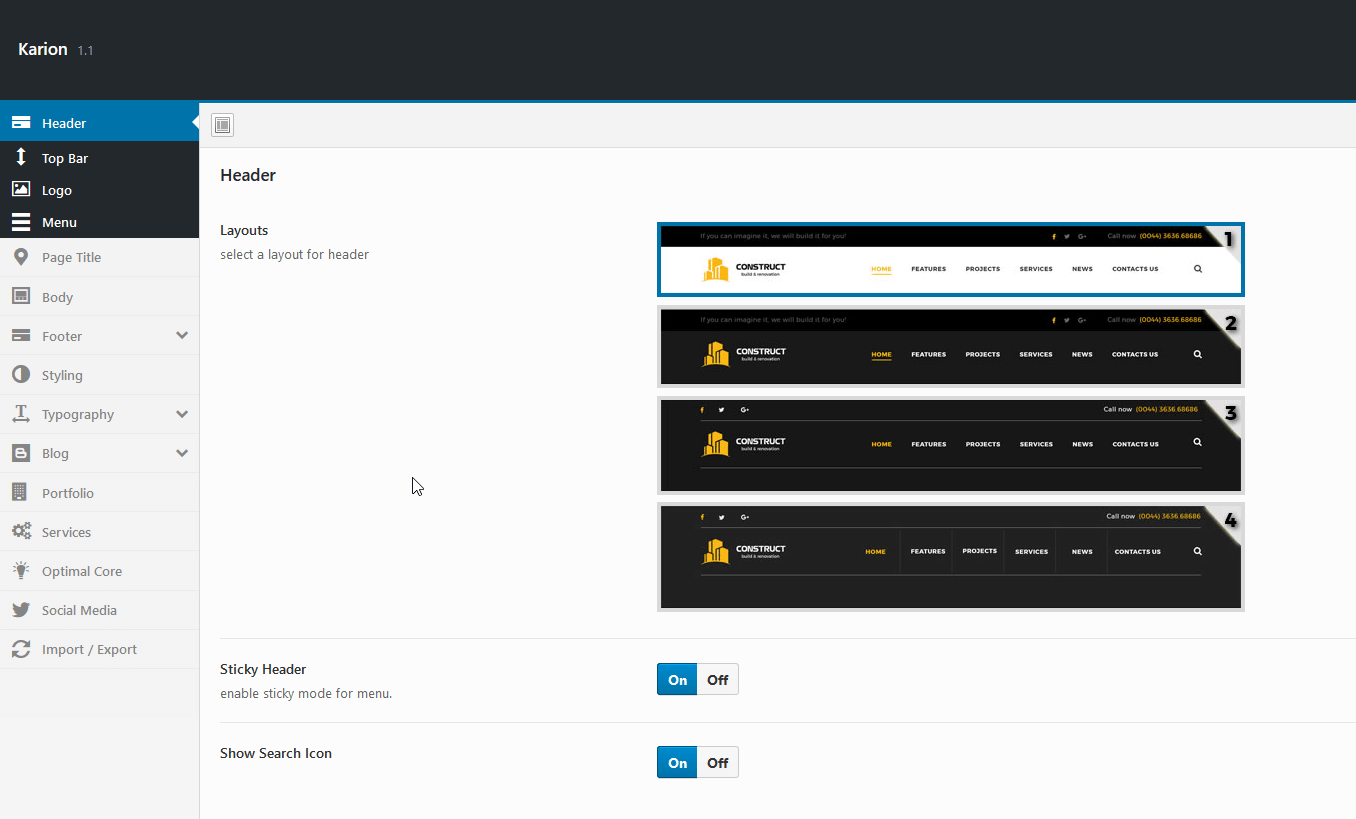 Karion 1.1
Header
Top Bar
Logo
Menu
Page Title
Body
Footer
Styling
Typography
Blog
Portfolio
Services
Optimal Core
Social Media
Import / Export
Header
Layouts
select a layout for header
If you can imagine it, we will build it for you! Call now (0044) 3636.68686 1
CONSTRUCT
build & renovation
HOME FEATURES PROJECTS SERVICES NEWS CONTACTS US
If you can imagine it, we will build it for you! Call now (0044) 3636.68686 2
CONSTRUCT
build & renovation
HOME FEATURES PROJECTS SERVICES NEWS CONTACTS US
Call now (0044) 3636.68686 3
CONSTRUCT
build & renovation
HOME FEATURES PROJECTS SERVICES NEWS CONTACTS US
Call now (0044) 3636.68686 4
CONSTRUCT
build & renovation
HOME FEATURES PROJECTS SERVICES NEWS CONTACTS US
Sticky Header
enable sticky mode for menu.
On Off
Show Search Icon
On Off